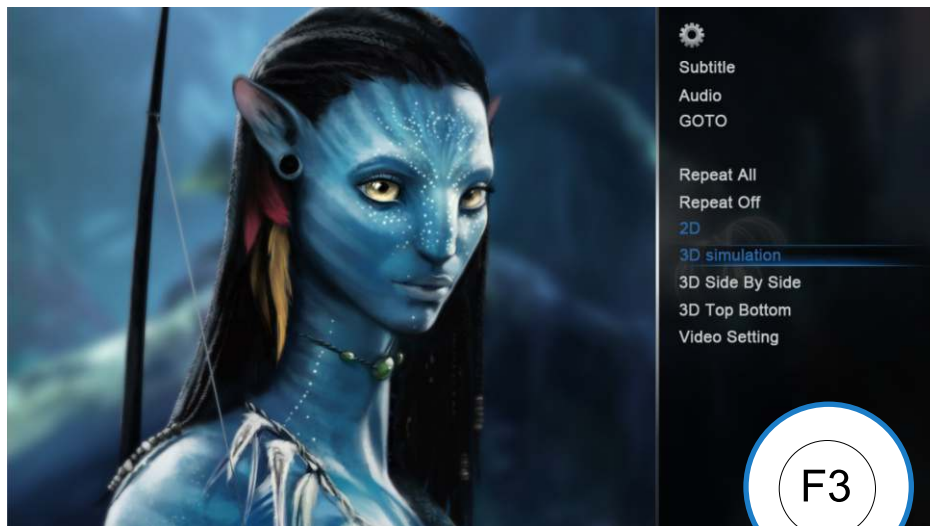 Subtitle
Audio
GOTO
Repeat All
Repeat Off
2D
3D simulation
3D Side By Side
3D Top Bottom
Video Setting
F3